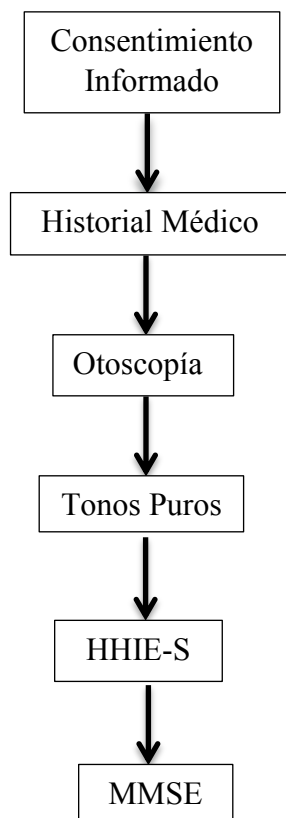 Consentimiento
Informado
Historial Médico
Otoscopía
Tonos Puros
HHIE-S
MMSE